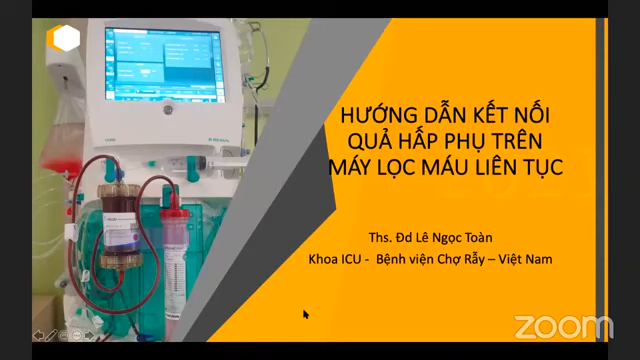 HƯỚNG DẪN KẾT NỐI
QUẢ HẤP PHỤ TRÊN
MÁY LỌC MÁU LIÊN TỤC
Ths. Đd Lê Ngọc Toàn
Khoa ICU - Bệnh viện Chợ Rẫy – Việt Nam
zoom